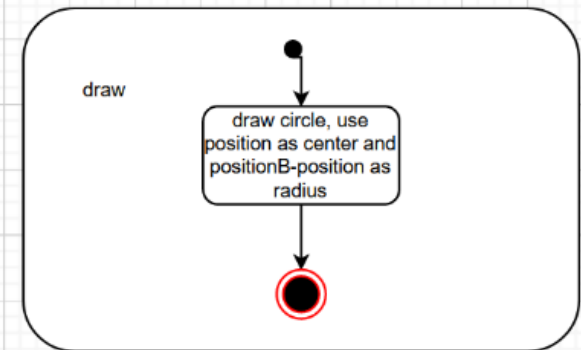 draw
draw circle, use
position as center and
positionB-position as
radius